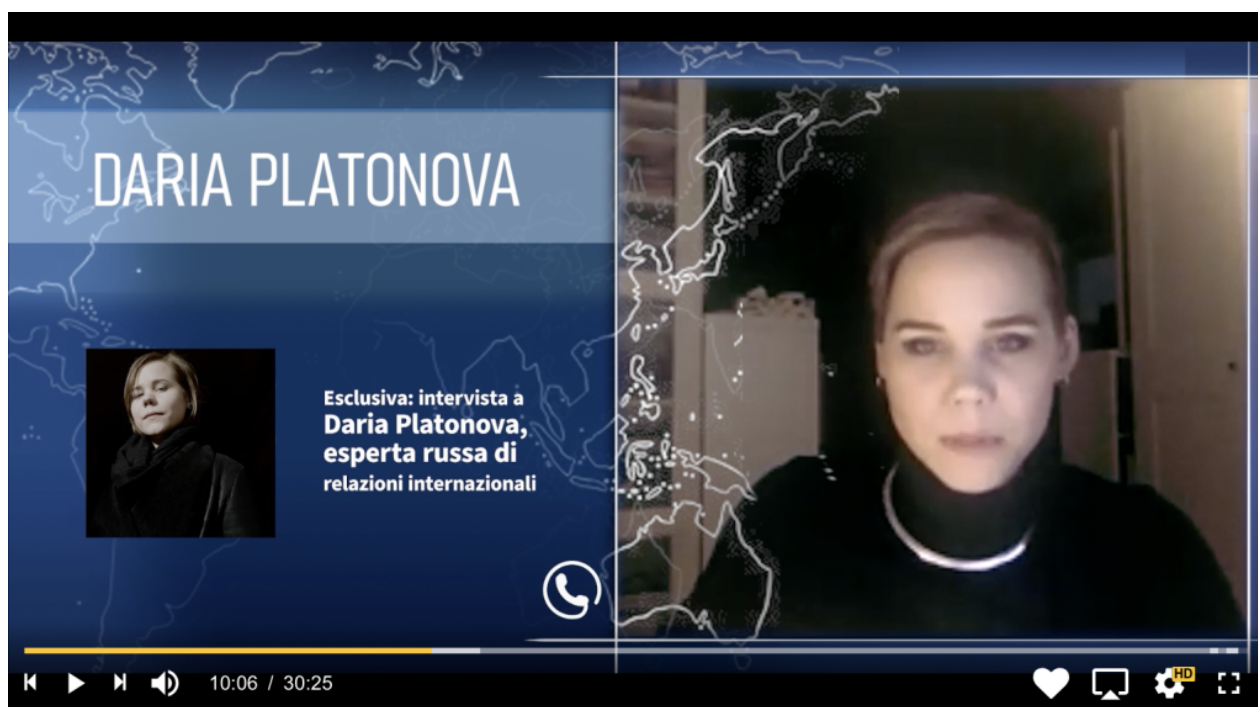 DARIA PLATONOVA
Esclusiva: intervista a
Daria Platonova,
esperta russa di
relazioni internazionali
10:06 / 30:25
HD